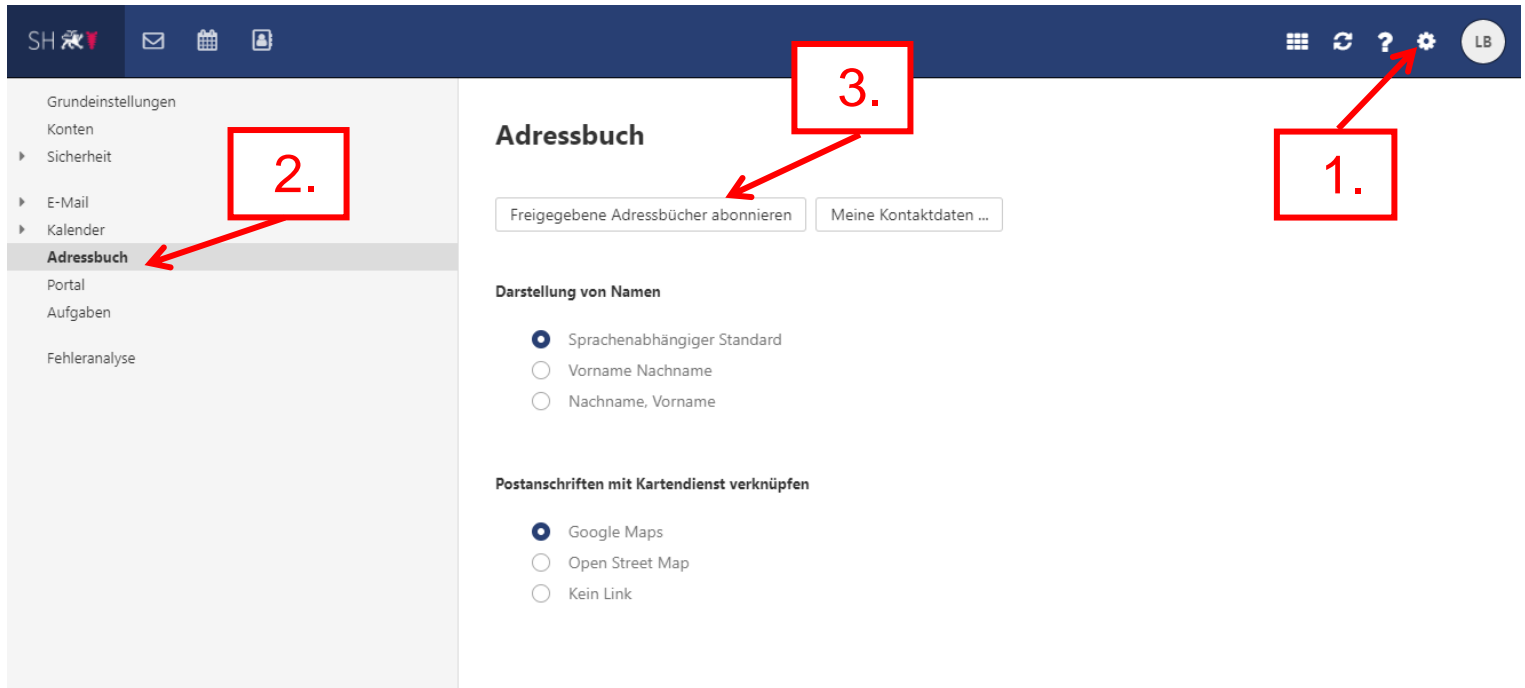 SH
LB
3.
Grundeinstellungen
Konten
Sicherheit
2.
E-Mail
Kalender
Adressbuch
Portal
Aufgaben
Fehleranalyse
Adressbuch
1.
Freigegebene Adressbücher abonnieren
Meine Kontaktdaten ...
Darstellung von Namen
Sprachenabhängiger Standard
Vorname Nachname
Nachname, Vorname
Postanschriften mit Kartendienst verknüpfen
Google Maps
Open Street Map
Kein Link